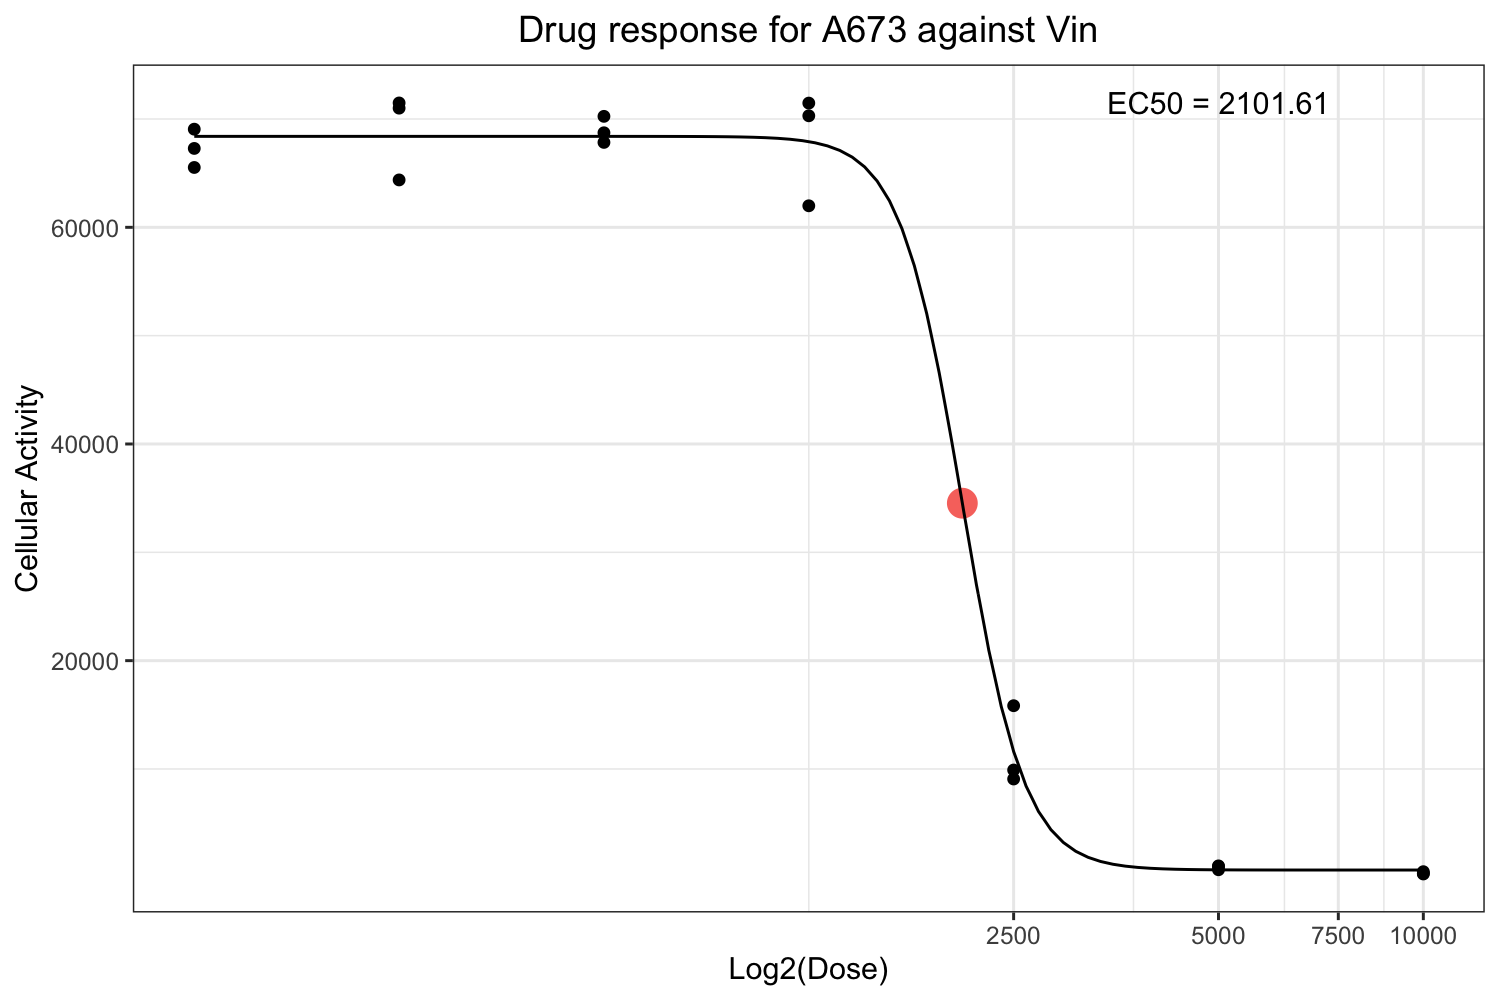 Drug response for A673 against Vin
EC50 = 2101.61
60000
40000
20000
Cellular Activity
2500 5000 7500 10000
Log2(Dose)